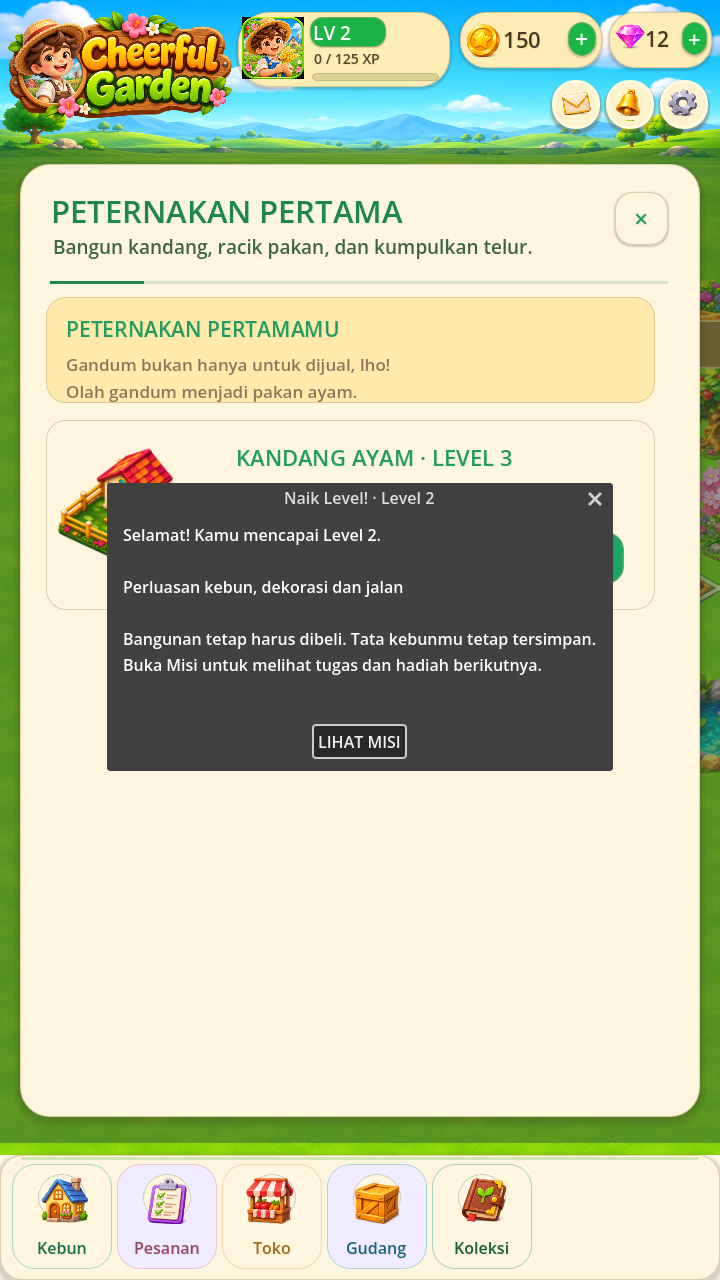 Cheerful
Garden
LV 2
0 / 125 XP
150
+
12
+
PETERNAKAN PERTAMA
×
Bangun kandang, racik pakan, dan kumpulkan telur.
PETERNAKAN PERTAMAMU
Gandum bukan hanya untuk dijual, lho!
Olah gandum menjadi pakan ayam.
KANDANG AYAM · LEVEL 3
Naik Level! · Level 2
Selamat! Kamu mencapai Level 2.
Perluasan kebun, dekorasi dan jalan
Bangunan tetap harus dibeli. Tata kebunmu tetap tersimpan.
Buka Misi untuk melihat tugas dan hadiah berikutnya.
LIHAT MISI
Kebun
Pesanan
Toko
Gudang
Koleksi